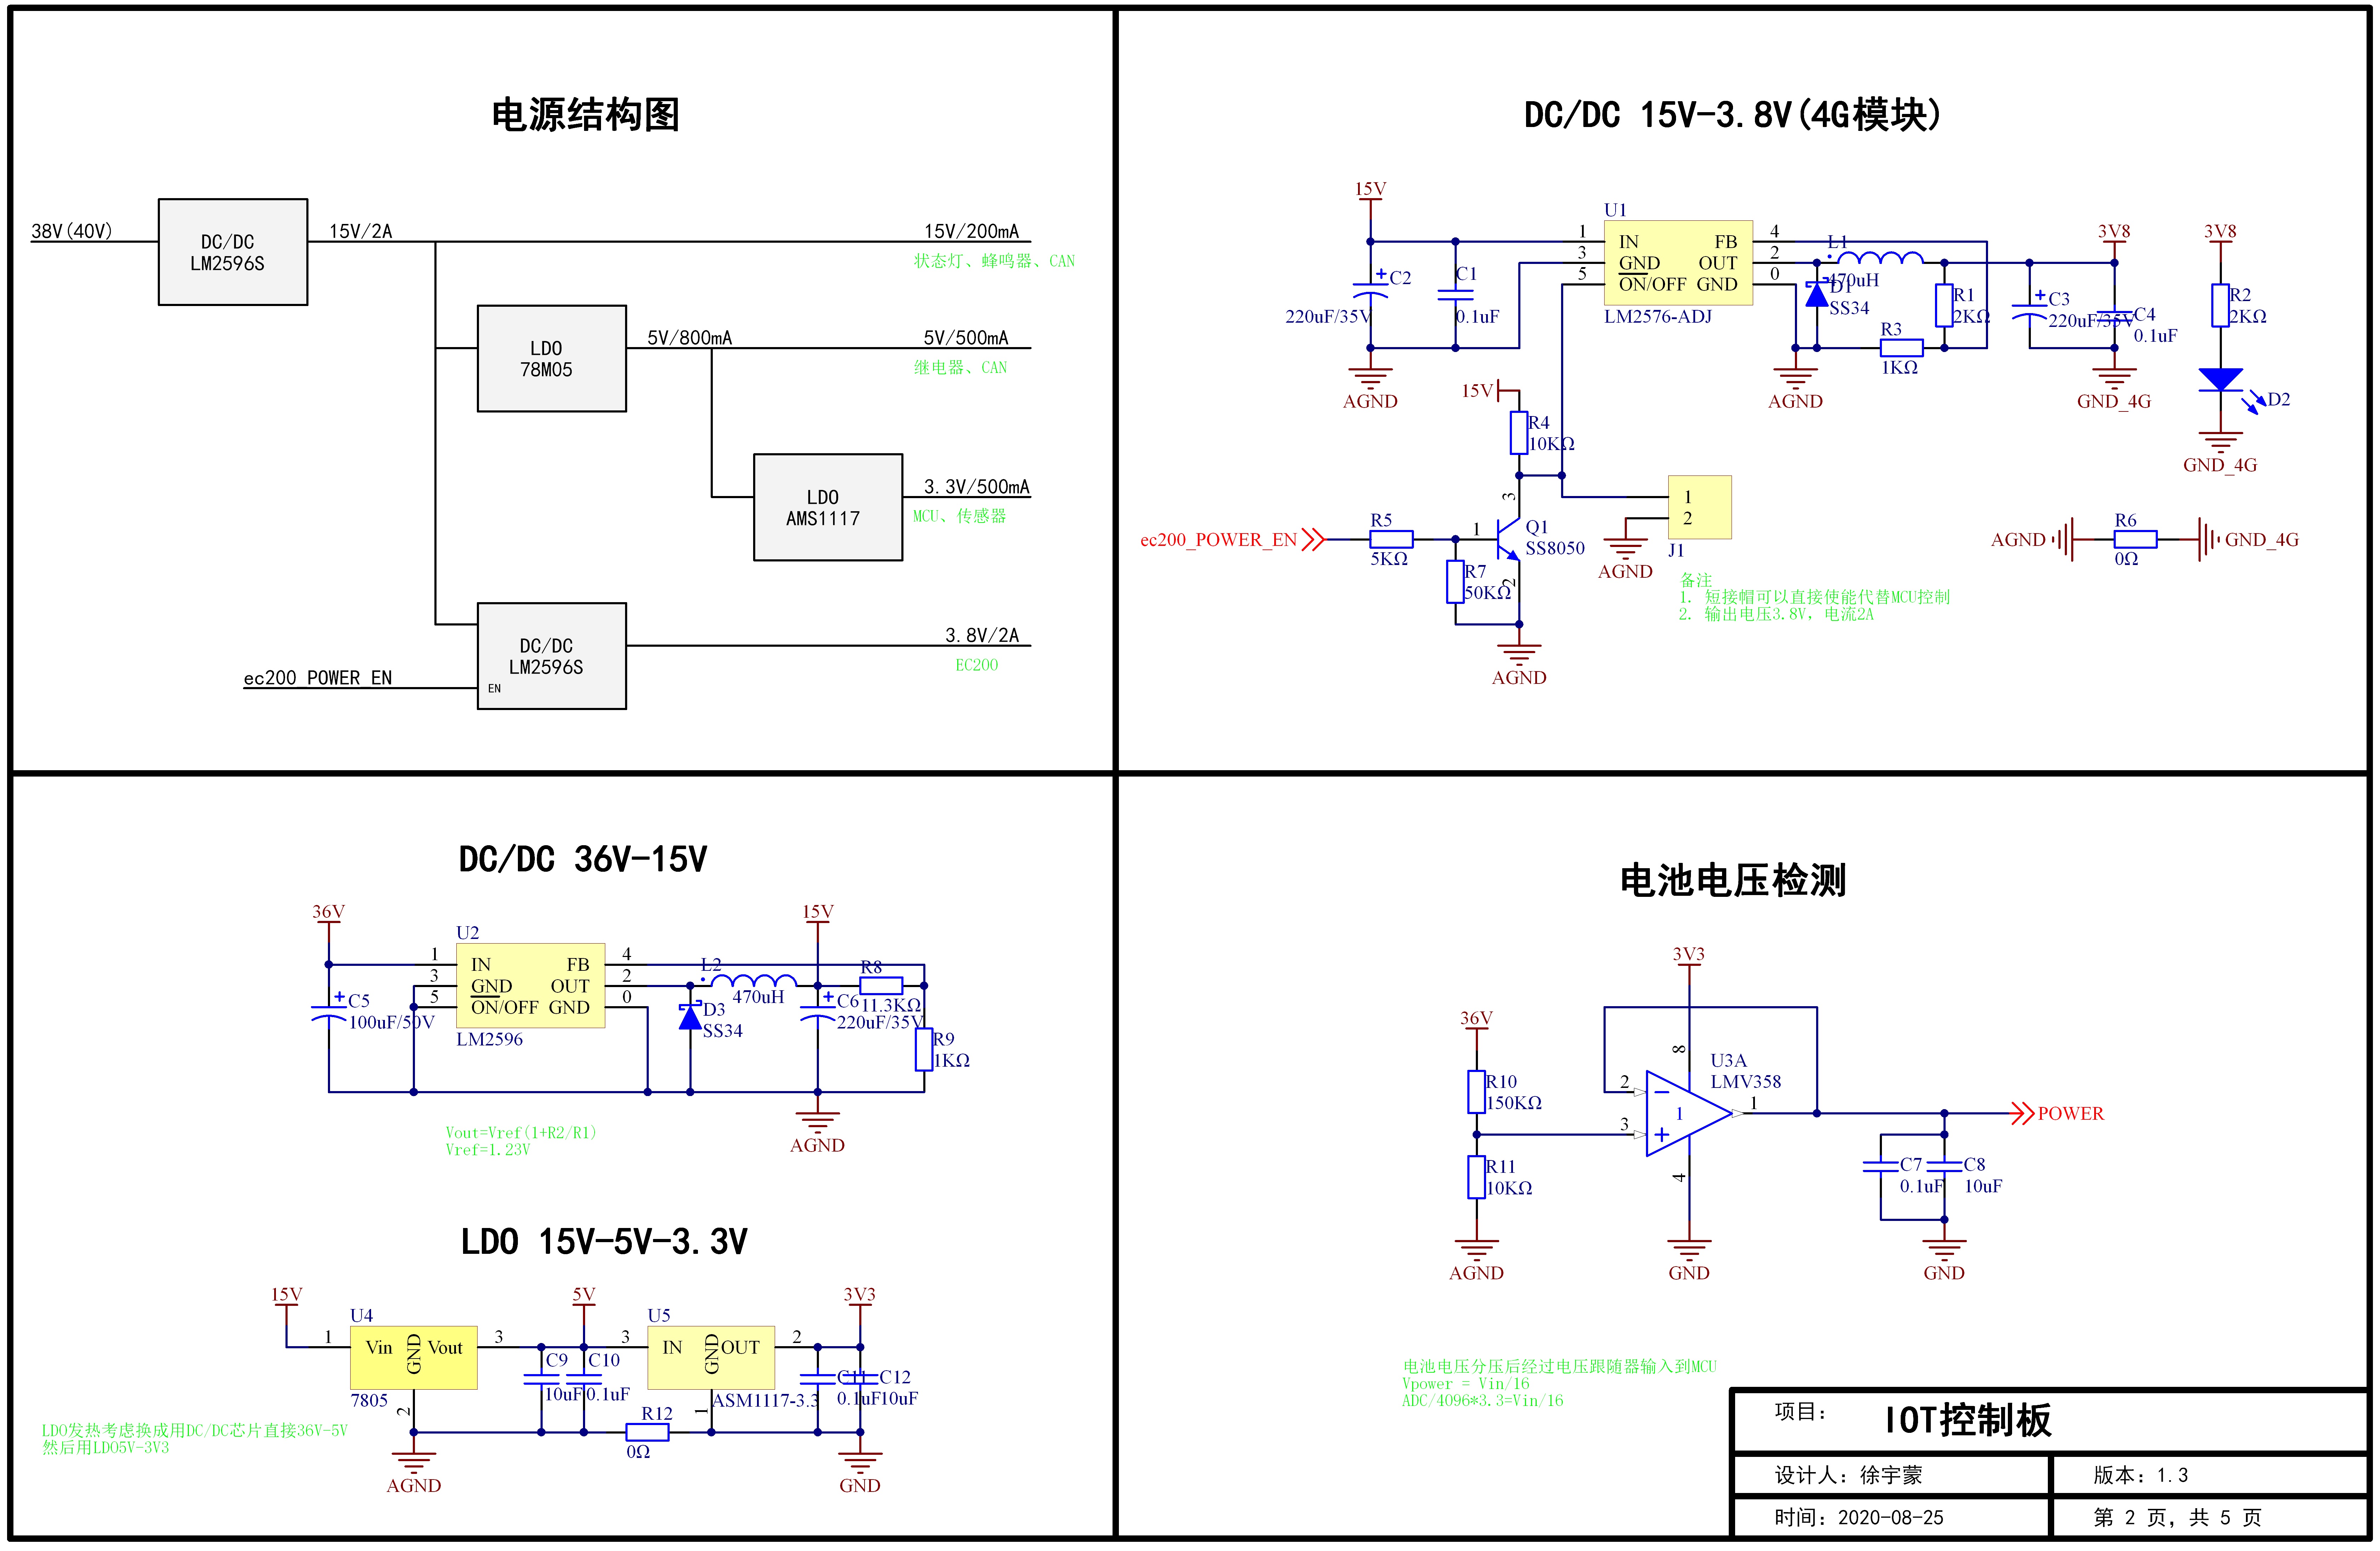 电源结构图
38V(40V)
DC/DC
LM2596S
15V/2A
15V/200mA
状态灯、蜂鸣器、CAN
LDO
78M05
5V/800mA
5V/500mA
继电器、CAN
LDO
AMS1117
3.3V/500mA
MCU、传感器
DC/DC
LM2596S
EN
3.8V/2A
EC200
ec200_POWER_EN
DC/DC 15V-3.8V(4G模块)
15V
C2
220uF/35V
C1
0.1uF
AGND
U1
1
3
5
IN
GND
ON/OFF
FB
OUT
GND
4
2
0
LM2576-ADJ
L1
470uH
D1
SS34
R1
2KΩ
R3
1KΩ
AGND
C3
220uF/35V
C4
0.1uF
3V8
GND_4G
3V8
R2
2KΩ
D2
GND_4G
15V
R4
10KΩ
ec200_POWER_EN
R5
5KΩ
R7
50KΩ
1
3
2
Q1
SS8050
AGND
1
2
J1
AGND
AGND
R6
0Ω
GND_4G
备注
1. 短接帽可以直接使能代替MCU控制
2. 输出电压3.8V, 电流2A
DC/DC 36V-15V
36V
C5
100uF/50V
U2
1
3
5
IN
GND
ON/OFF
FB
OUT
GND
4
2
0
LM2596
L2
470uH
D3
SS34
15V
C6
220uF/35V
R8
11.3KΩ
R9
1KΩ
AGND
Vout=Vref(1+R2/R1)
Vref=1.23V
LDO 15V-5V-3.3V
15V
U4
1
Vin
GND
Vout
3
2
7805
AGND
5V
C9
10uF
C10
0.1uF
U5
3
IN
GND
OUT
2
1
ASM1117-3.3
R12
0Ω
3V3
C11
0.1uF
C12
10uF
GND
LDO发热考虑换成用DC/DC芯片直接36V-5V
然后用LDO5V-3V3
电池电压检测
36V
R10
150KΩ
R11
10KΩ
AGND
3V3
8
2
3
1
U3A
LMV358
1
4
GND
POWER
C7
0.1uF
C8
10uF
GND
电池电压分压后经过电压跟随器输入到MCU
Vpower = Vin/16
ADC/4096*3.3=Vin/16
项目: IOT控制板
设计人: 徐宇蒙
版本: 1.3
时间: 2020-08-25
第 2 页, 共 5 页